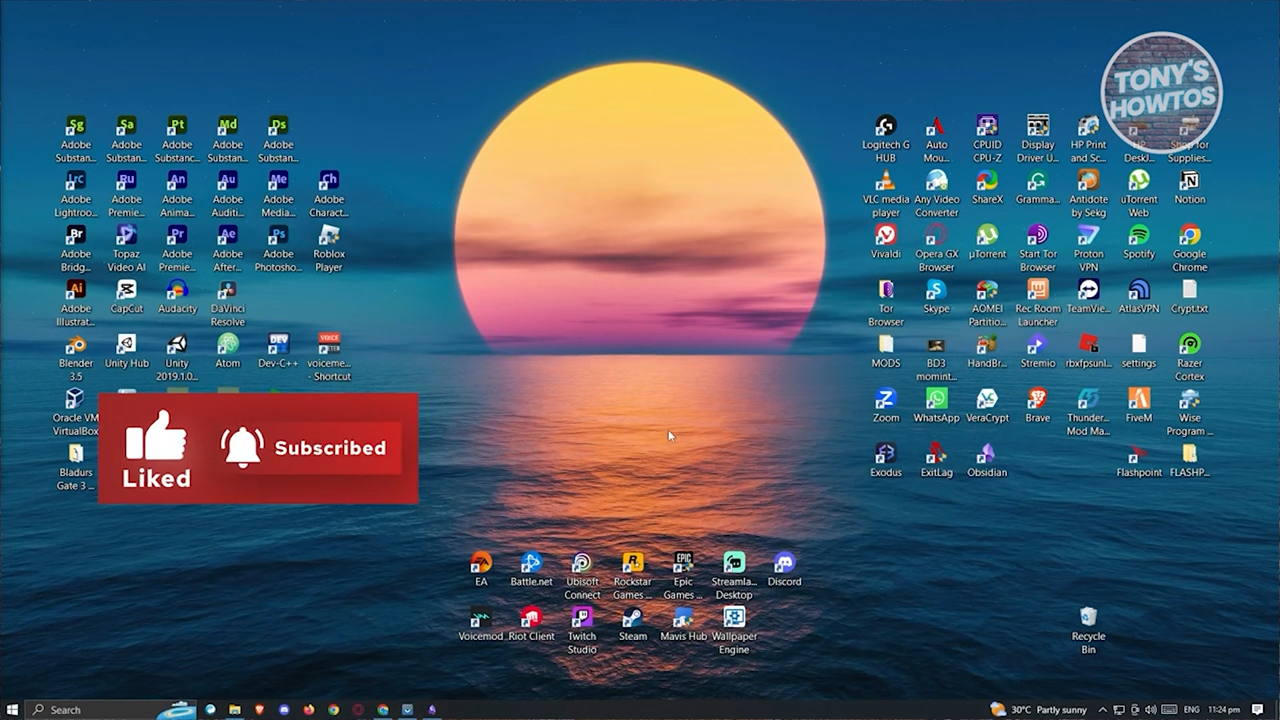 TONY'S
HOWTOS
Adobe Substan...
Adobe Substan...
Adobe Substanc...
Adobe Substan...
Adobe Substan...
Logitech G HUB
Auto Mou...
CPUID CPU-Z
Display Driver U...
HP Print and Sc...
HP DeskJ...
Shop for Supplies...
Adobe Lightroo...
Adobe Premie...
Adobe Anima...
Adobe Auditi...
Adobe Media...
Adobe Charact...
VLC media player
Any Video Converter
ShareX
Gramma...
Antidote by Sekg
uTorrent Web
Notion
Adobe Bridg...
Topaz Video AI
Adobe Premie...
Adobe After...
Adobe Photosho...
Roblox Player
Vivaldi
Opera GX Browser
µTorrent
Start Tor Browser
Proton VPN
Spotify
Google Chrome
Adobe Illustrat...
CapCut
Audacity
DaVinci Resolve
Tor Browser
Skype
AOMEI Partitio...
Rec Room Launcher
TeamVie...
AtlasVPN
Crypt.txt
Blender 3.5
Unity Hub
Unity 2019.1.0...
Atom
Dev-C++
voiceme... - Shortcut
MODS
BD3 momint...
HandBr...
Stremio
rbxfpsunl...
settings
Razer Cortex
Oracle VM VirtualBox
Zoom
WhatsApp
VeraCrypt
Brave
Thunder... Mod Ma...
FiveM
Wise Program ...
Liked
Subscribed
Bladurs Gate 3 ...
Exodus
ExitLag
Obsidian
Flashpoint
FLASHP...
EA
Battle.net
Ubisoft Connect
Rockstar Games ...
Epic Games ...
Streamla... Desktop
Discord
Voicemod
Riot Client
Twitch Studio
Steam
Mavis Hub
Wallpaper Engine
Recycle Bin
Search
30°C Partly sunny
ENG
11:24 pm